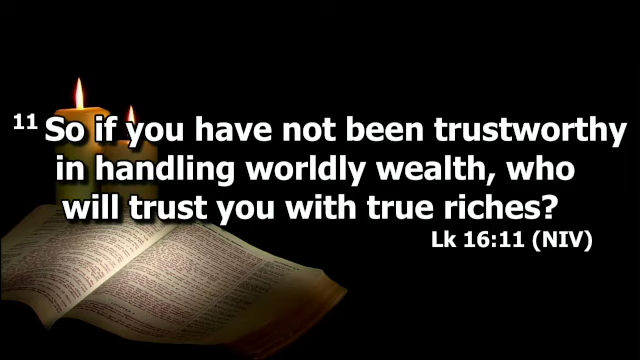 11 So if you have not been trustworthy
in handling worldly wealth, who
will trust you with true riches?
Lk 16:11 (NIV)